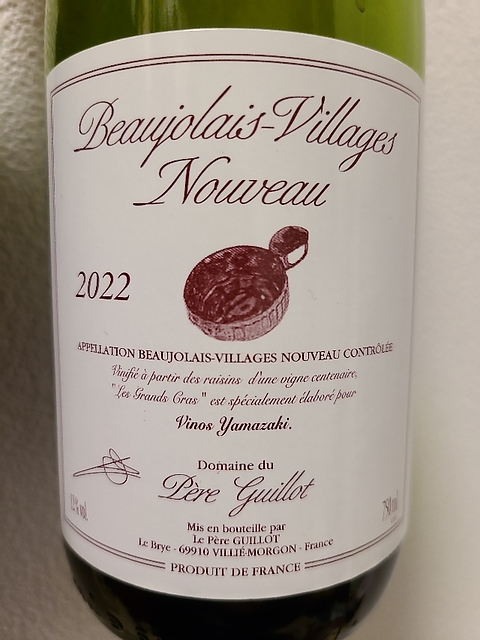 Beaujolais-Villages
Nouveau
2022
APPELLATION BEAUJOLAIS-VILLAGES NOUVEAU CONTRÔLÉE
Vinifié à partir des raisins d'une vigne centenaire,
"Les Grands Cras" est spécialement élaboré pour
Vinos Yamazaki.
Domaine du
Père Guillot
% vol.
750 ml
Mis en bouteille par
Le Père GUILLOT
Le Brye - 69910 VILLIÉ-MORGON - France
PRODUIT DE FRANCE